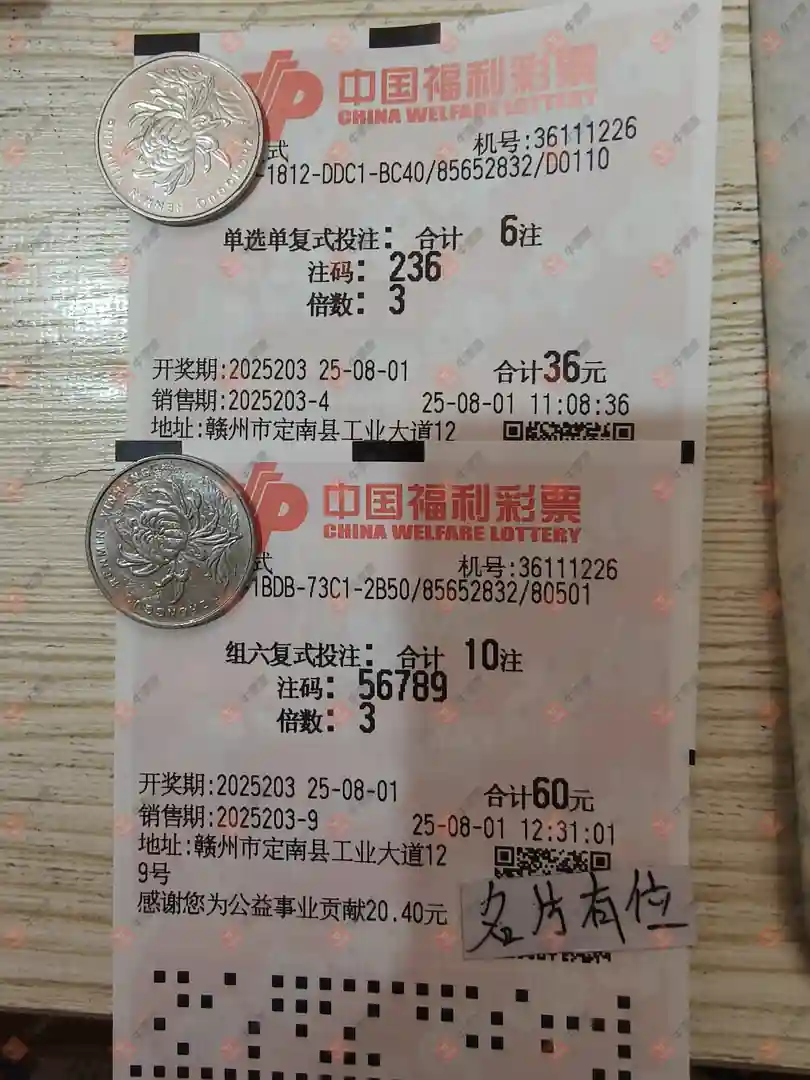 中国福利彩票
CHINA WELFARE LOTTERY
式 机号:36111226
-1812-DDC1-BC40/85652832/D0110
单选单复式投注: 合计 6注
注码: 236
倍数: 3
开奖期:2025203 25-08-01 合计36元
销售期:2025203-4 25-08-01 11:08:36
地址:赣州市定南县工业大道12
中国福利彩票
CHINA WELFARE LOTTERY
式 机号:36111226
1BDB-73C1-2B50/85652832/80501
组六复式投注: 合计 10注
注码: 56789
倍数: 3
开奖期:2025203 25-08-01 合计60元
销售期:2025203-9 25-08-01 12:31:01
地址:赣州市定南县工业大道12
9号
感谢您为公益事业贡献20.40元
名片有位